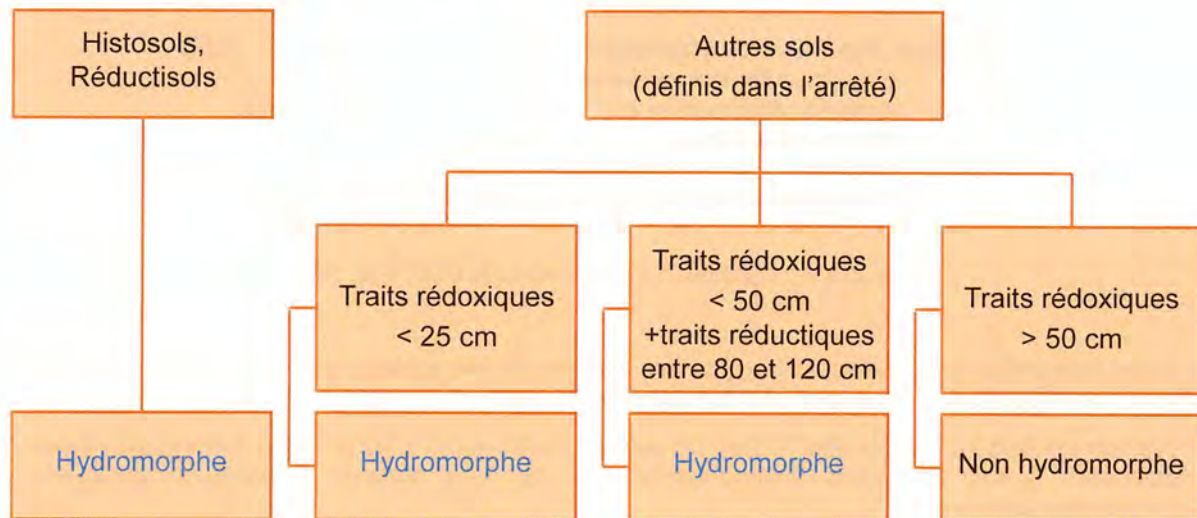 Histosols,
Réductisols
Autres sols
(définis dans l'arrêté)
Traits rédoxiques
< 25 cm
Traits rédoxiques
< 50 cm
+traits réductiques
entre 80 et 120 cm
Traits rédoxiques
> 50 cm
Hydromorphe
Hydromorphe
Hydromorphe
Non hydromorphe